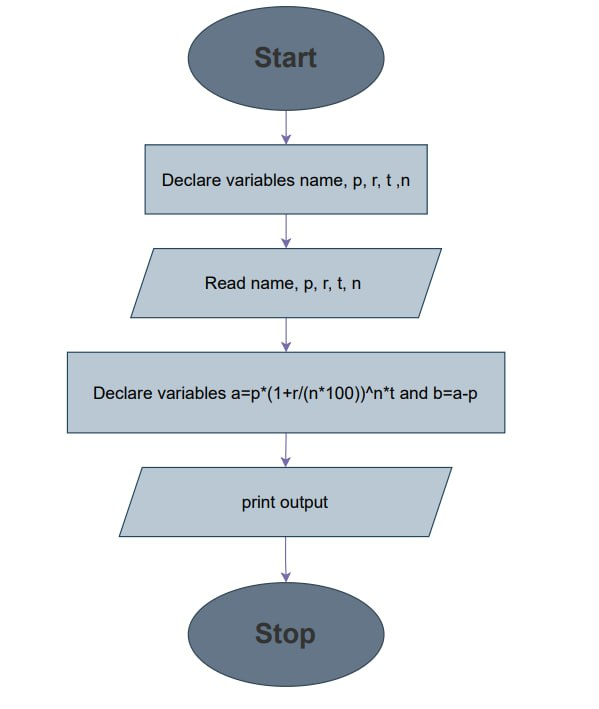 Start
Declare variables name, p, r, t ,n
Read name, p, r, t, n
Declare variables a=p*(1+r/(n*100))^n*t and b=a-p
print output
Stop